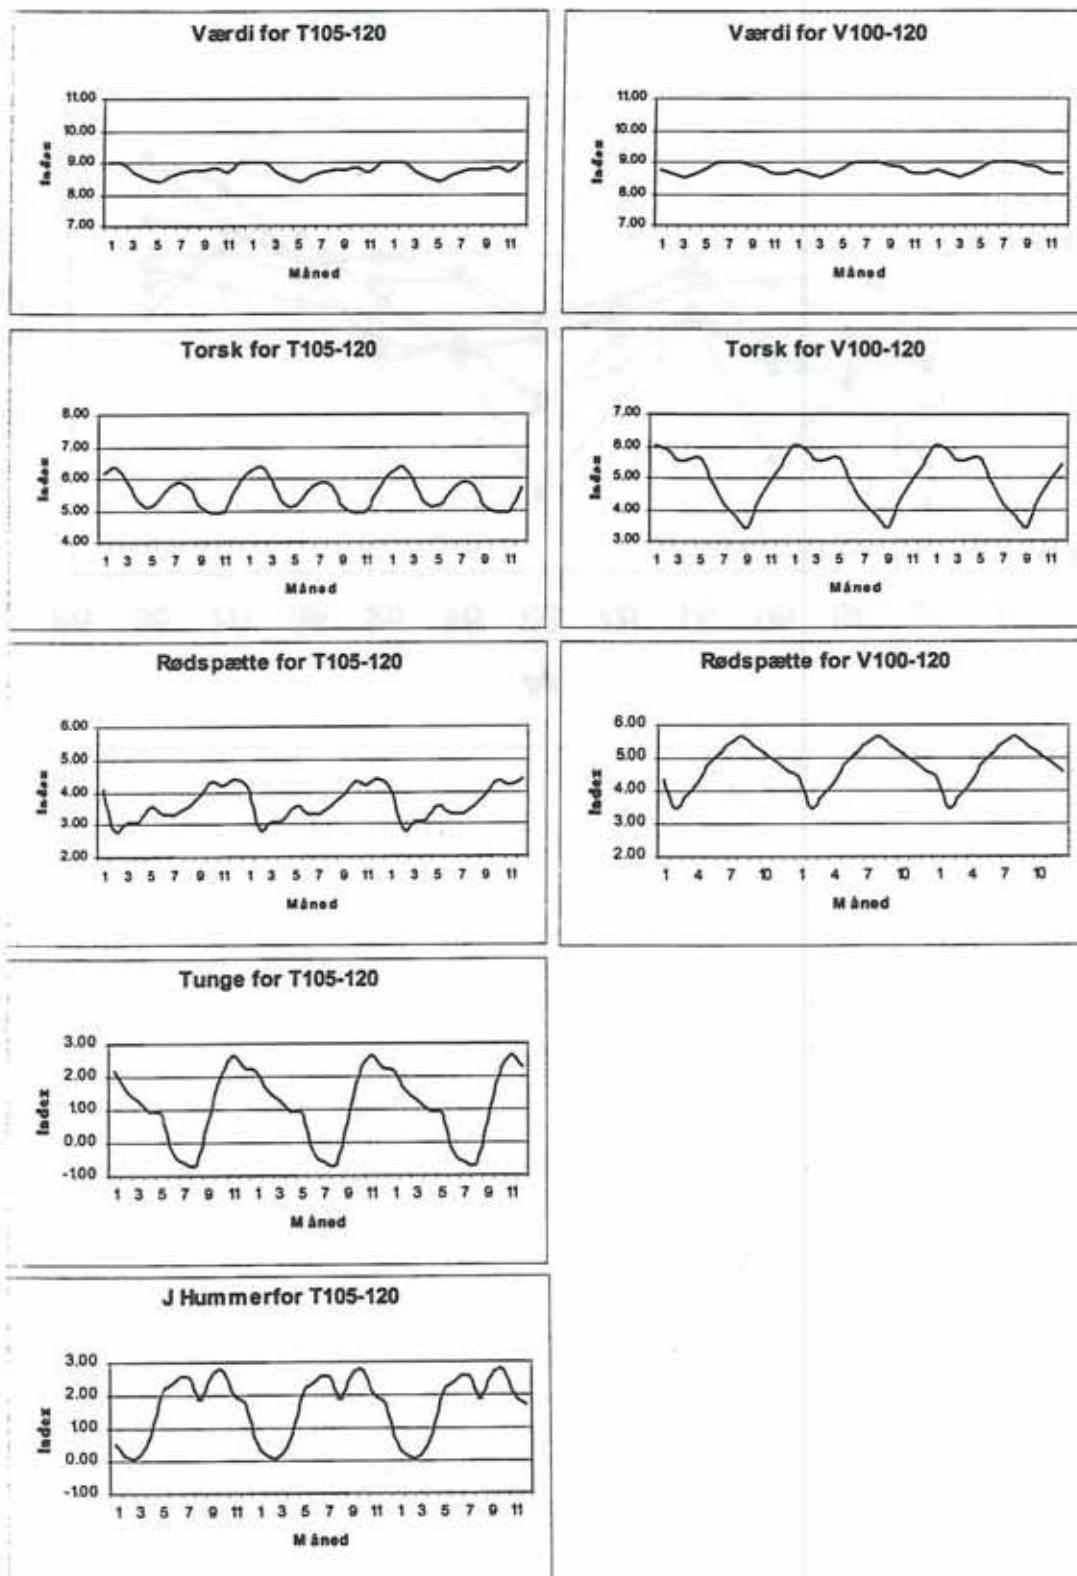 Værdi for T105-120
11.00
10.00
9.00
8.00
7.00
Index
1 3 5 7 9 11 1 3 5 7 9 11 1 3 5 7 9 11
Måned
Værdi for V100-120
11.00
10.00
9.00
8.00
7.00
Index
1 3 5 7 9 11 1 3 5 7 9 11 1 3 5 7 9 11
Måned
Torsk for T105-120
8.00
7.00
6.00
5.00
4.00
Index
1 3 5 7 9 11 1 3 5 7 9 11 1 3 5 7 9 11
Måned
Torsk for V100-120
7.00
6.00
5.00
4.00
3.00
Index
1 3 5 7 9 11 1 3 5 7 9 11 1 3 5 7 9 11
Måned
Rødspætte for T105-120
6.00
5.00
4.00
3.00
2.00
Index
1 3 5 7 9 11 1 3 5 7 9 11 1 3 5 7 9 11
Måned
Rødspætte for V100-120
6.00
5.00
4.00
3.00
2.00
Index
1 4 7 10 1 4 7 10 1 4 7 10
Måned
Tunge for T105-120
3.00
2.00
1.00
0.00
-1.00
Index
1 3 5 7 9 11 1 3 5 7 9 11 1 3 5 7 9 11
Måned
J Hummerfor T105-120
3.00
2.00
1.00
0.00
-1.00
Index
1 3 5 7 9 11 1 3 5 7 9 11 1 3 5 7 9 11
Måned